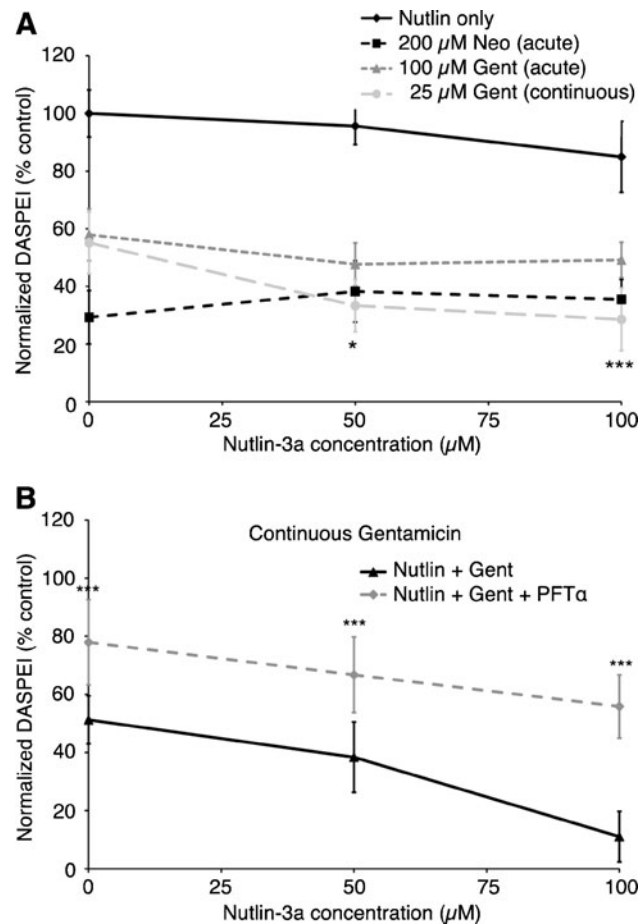 A
Nutlin only
200 µM Neo (acute)
100 µM Gent (acute)
25 µM Gent (continuous)
Normalized DASPEI (% control)
120
100
80
60
40
20
0
*
***
0 25 50 75 100
Nutlin-3a concentration (µM)
B
Continuous Gentamicin
Nutlin + Gent
Nutlin + Gent + PFTα
Normalized DASPEI (% control)
120
100
80
60
40
20
0
***
***
***
0 25 50 75 100
Nutlin-3a concentration (µM)